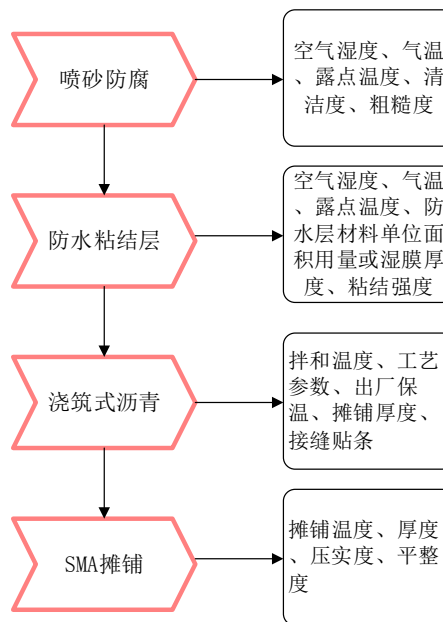 喷砂防腐
空气湿度、气温
、露点温度、清
洁度、粗糙度
防水粘结层
空气湿度、气温
、露点温度、防
水层材料单位面
积用量或湿膜厚
度、粘结强度
浇筑式沥青
拌和温度、工艺
参数、出厂保
温、摊铺厚度、
接缝贴条
SMA摊铺
摊铺温度、厚度
、压实度、平整
度